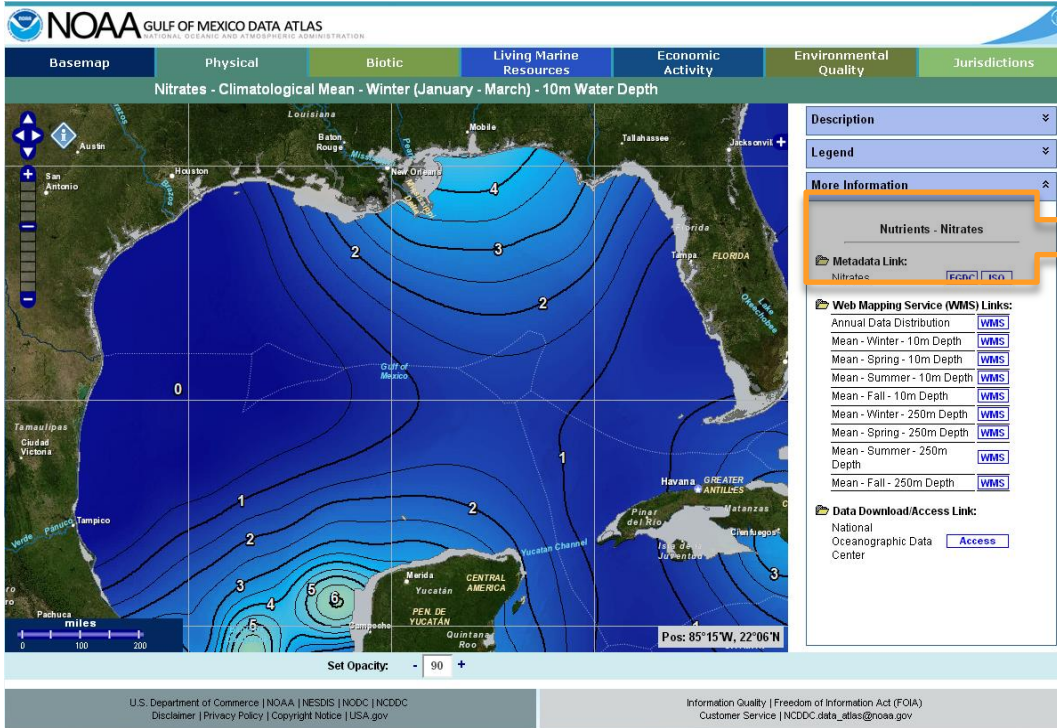 NOAA GULF OF MEXICO DATA ATLAS
NATIONAL OCEANIC AND ATMOSPHERIC ADMINISTRATION
Basemap
Physical
Biotic
Living Marine
Resources
Economic
Activity
Environmental
Quality
Jurisdictions
Nitrates - Climatological Mean - Winter (January - March) - 10m Water Depth
Louisiana
Mobile
Baton
Rouge
Tallahassee
Austin
Houston
New Orleans
San
Antonio
Brazos
4
3
2
2
Florida
Tampa
FLORIDA
Lake
Okeechobee
0
Gulf of
Mexico
Tamaulipas
Ciudad
Victoria
1
1
Havana
GREATER
ANTILLES
Pinar
del Rio
Matanzas
Cienfuegos
Isla de la
Juventud
Panuco
Tampico
Verde
2
2
Yucatan Channel
3
3
4
5
6
5
Merida
Yucatán
CENTRAL
AMERICA
PEN. DE
YUCATÁN
Campeche
Quintana
Roo
Pachuca
miles
0 100 200
Pos: 85°15'W, 22°06'N
Description
Legend
More Information
Nutrients - Nitrates
Metadata Link:
Nitrates FGDC ISO
Web Mapping Service (WMS) Links:
Annual Data Distribution WMS
Mean - Winter - 10m Depth WMS
Mean - Spring - 10m Depth WMS
Mean - Summer - 10m Depth WMS
Mean - Fall - 10m Depth WMS
Mean - Winter - 250m Depth WMS
Mean - Spring - 250m Depth WMS
Mean - Summer - 250m
Depth WMS
Mean - Fall - 250m Depth WMS
Data Download/Access Link:
National
Oceanographic Data Access
Center
Set Opacity: - 90 +
U.S. Department of Commerce | NOAA | NESDIS | NODC | NCDDC
Disclaimer | Privacy Policy | Copyright Notice | USA.gov
Information Quality | Freedom of Information Act (FOIA)
Customer Service | NCDDC.data_atlas@noaa.gov